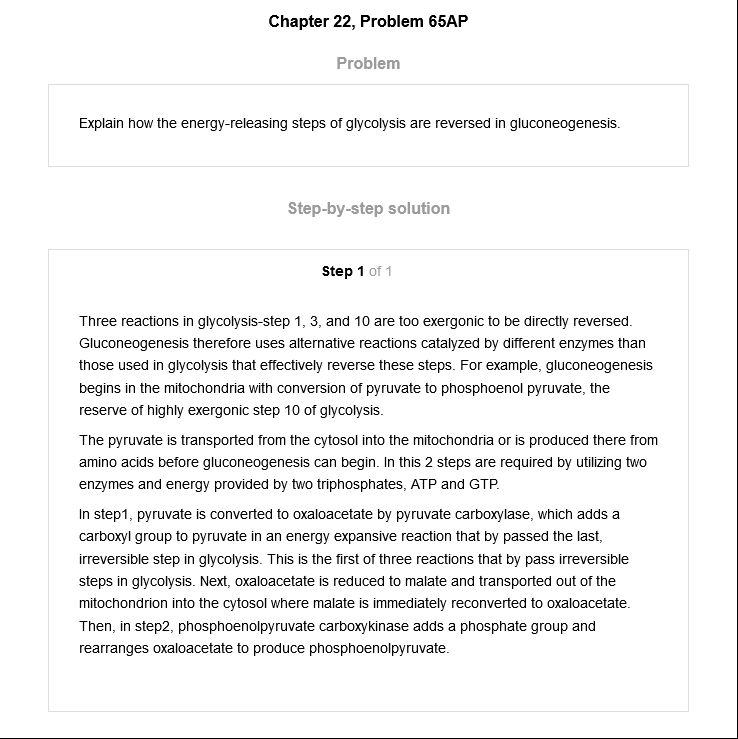 Chapter 22, Problem 65AP
Problem
Explain how the energy-releasing steps of glycolysis are reversed in gluconeogenesis.
Step-by-step solution
Step 1 of 1
Three reactions in glycolysis-step 1, 3, and 10 are too exergonic to be directly reversed.
Gluconeogenesis therefore uses alternative reactions catalyzed by different enzymes than
those used in glycolysis that effectively reverse these steps. For example, gluconeogenesis
begins in the mitochondria with conversion of pyruvate to phosphoenol pyruvate, the
reserve of highly exergonic step 10 of glycolysis.
The pyruvate is transported from the cytosol into the mitochondria or is produced there from
amino acids before gluconeogenesis can begin. In this 2 steps are required by utilizing two
enzymes and energy provided by two triphosphates, ATP and GTP.
In step1, pyruvate is converted to oxaloacetate by pyruvate carboxylase, which adds a
carboxyl group to pyruvate in an energy expansive reaction that by passed the last,
irreversible step in glycolysis. This is the first of three reactions that by pass irreversible
steps in glycolysis. Next, oxaloacetate is reduced to malate and transported out of the
mitochondrion into the cytosol where malate is immediately reconverted to oxaloacetate.
Then, in step2, phosphoenolpyruvate carboxykinase adds a phosphate group and
rearranges oxaloacetate to produce phosphoenolpyruvate.